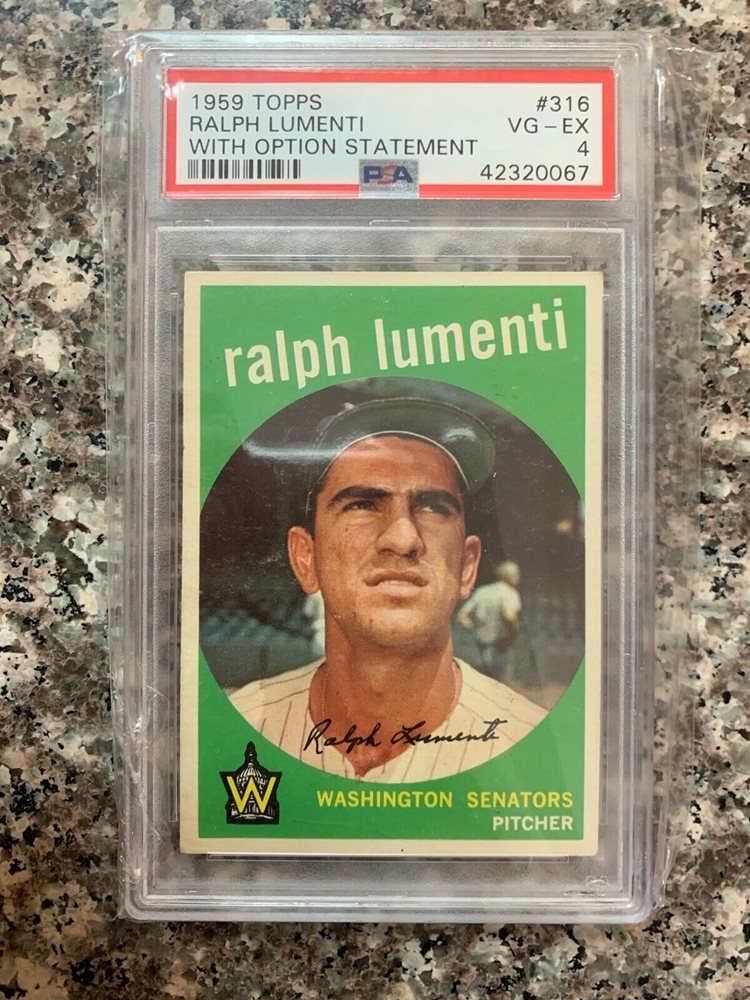 1959 TOPPS #316
RALPH LUMENTI VG-EX
WITH OPTION STATEMENT 4
PSA 42320067
ralph lumenti
Ralph Lumenti
W
WASHINGTON SENATORS
PITCHER